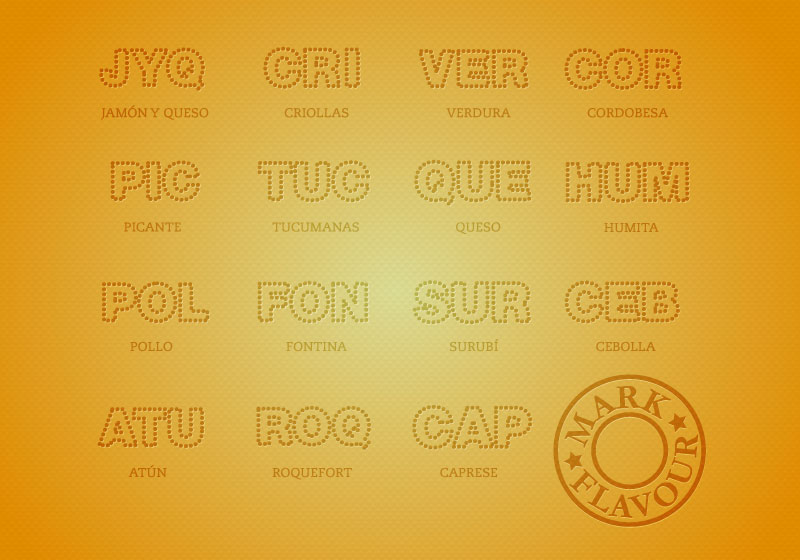 JYQ CRI VER COR
JAMÓN Y QUESO CRIOLLAS VERDURA CORDOBESA
PIC TUC QUE HUM
PICANTE TUCUMANAS QUESO HUMITA
POL FON SUR CEB
POLLO FONTINA SURUBÍ CEBOLLA
ATU ROQ CAP
ATÚN ROQUEFORT CAPRESE
MARK
FLAVOUR